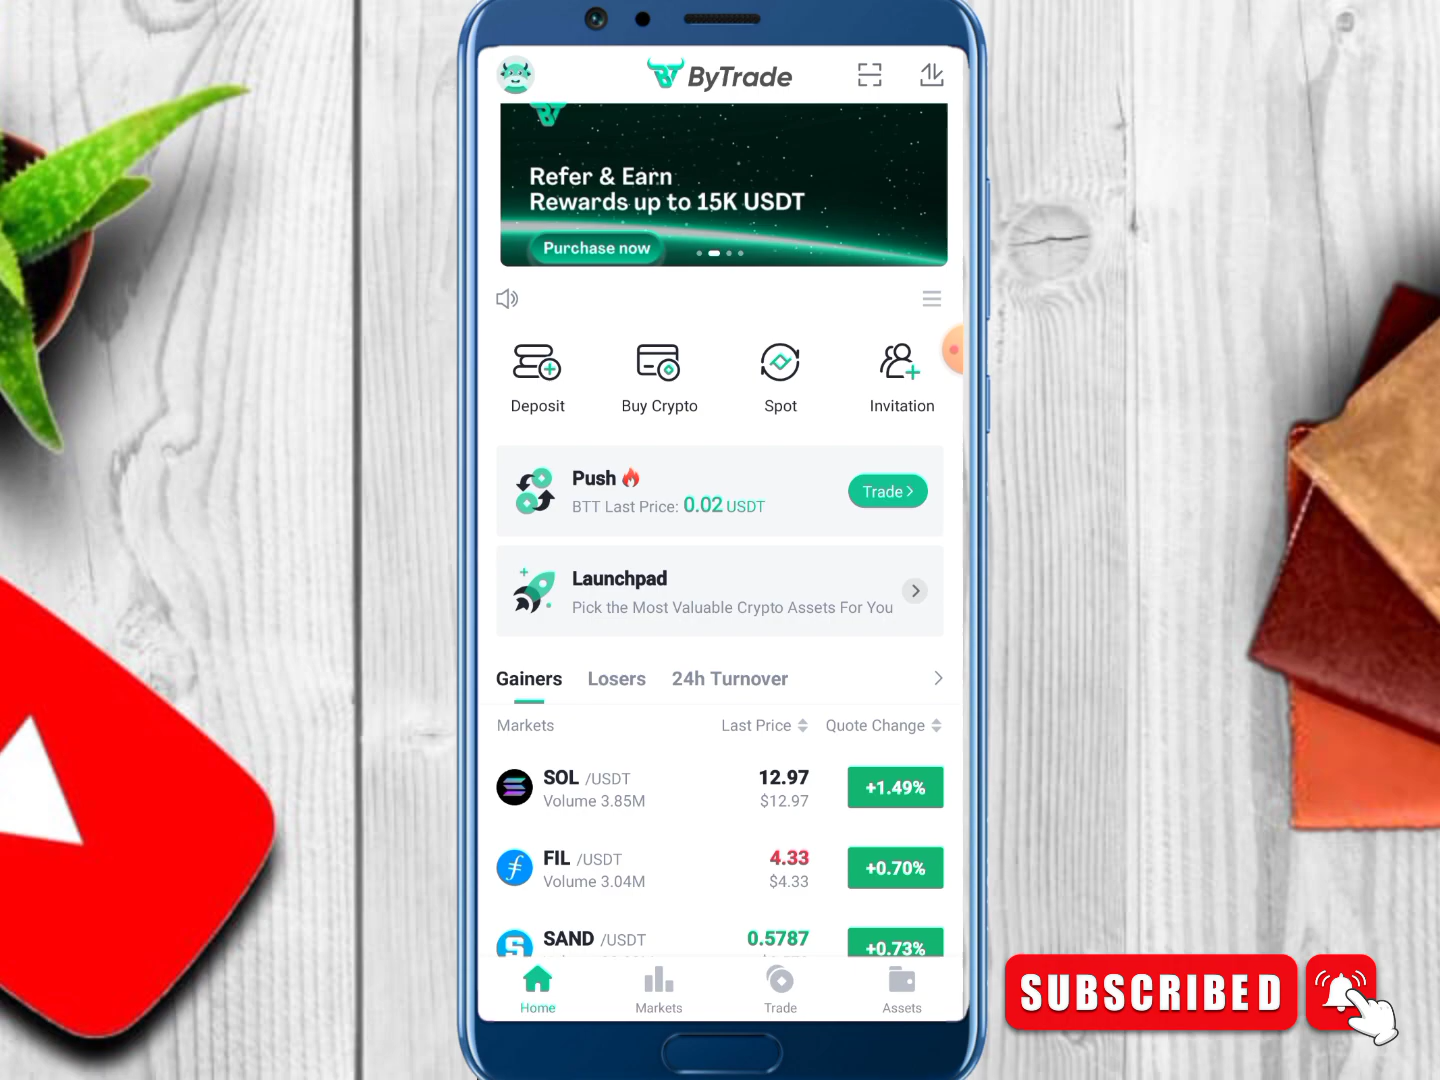 ByTrade
Refer & Earn
Rewards up to 15K USDT
Purchase now
Deposit
Buy Crypto
Spot
Invitation
Push
BTT Last Price: 0.02 USDT
Trade >
Launchpad
Pick the Most Valuable Crypto Assets For You
Gainers Losers 24h Turnover
Markets Last Price Quote Change
SOL /USDT 12.97 +1.49%
Volume 3.85M $12.97
FIL /USDT 4.33 +0.70%
Volume 3.04M $4.33
SAND /USDT 0.5787 +0.73%
Home
Markets
Trade
Assets
SUBSCRIBED